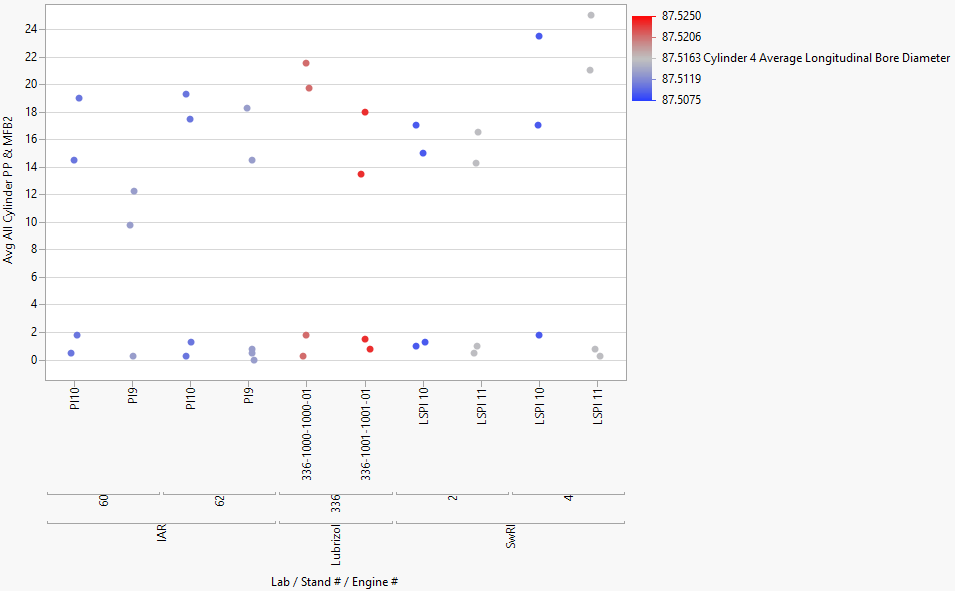 24
22
20
18
16
14
12
10
8
6
4
2
0
Avg All Cylinder PP & MFB2
87.5250
87.5206
87.5163 Cylinder 4 Average Longitudinal Bore Diameter
87.5119
87.5075
PI10
PI9
PI10
PI9
336-1000-1000-01
336-1001-1001-01
LSPI 10
LSPI 11
LSPI 10
LSPI 11
60
62
336
2
4
IAR
Lubrizol
SwRI
Lab / Stand # / Engine #